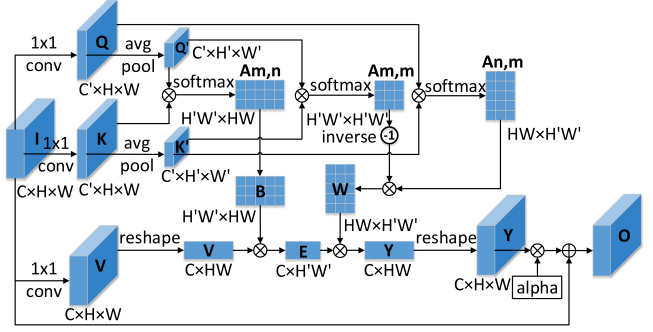 Q
1x1
conv
avg
pool
C'×H×W
Q'
C'×H'×W'
softmax
Am,n
H'W'×HW
softmax
Am,m
H'W'×H'W'
inverse
-1
softmax
An,m
HW×H'W'
I
C×H×W
1x1
conv
K
C'×H×W
avg
pool
K'
C'×H'×W'
B
H'W'×HW
W
HW×H'W'
1x1
conv
V
C×H×W
reshape
V
C×HW
E
C×H'W'
Y
C×HW
reshape
Y
C×H×W
alpha
O